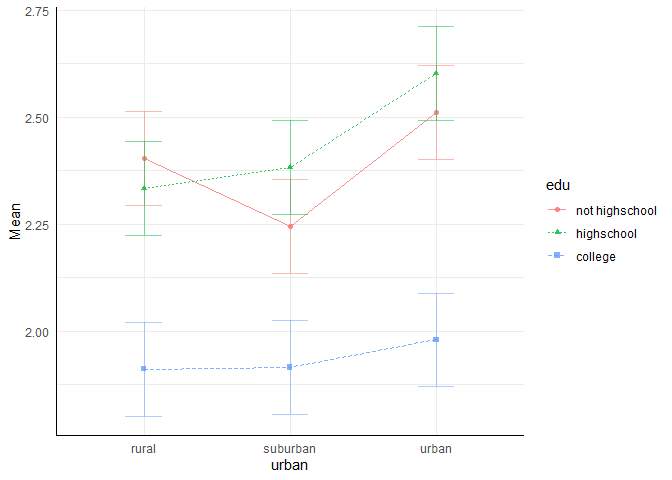 2.75
2.50
2.25
2.00
Mean
rural
suburban
urban
urban
edu
not highschool
highschool
college